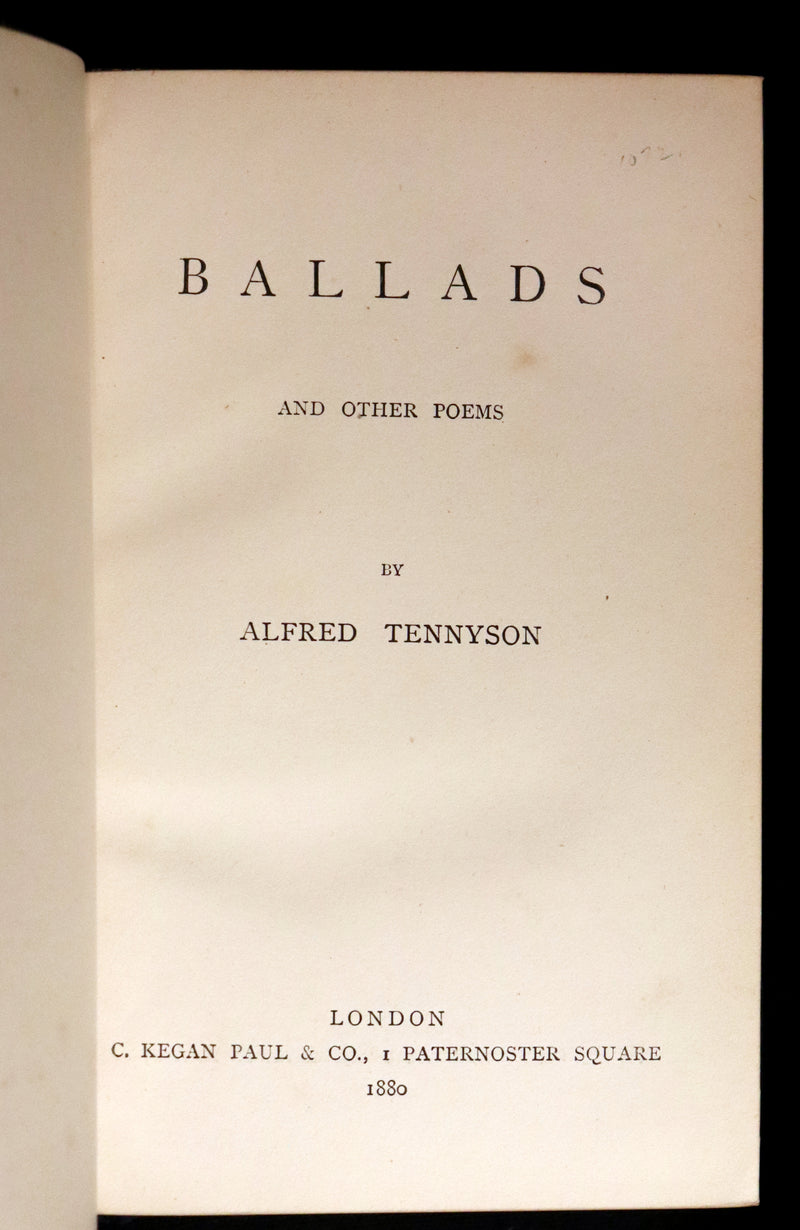 BALLADS
AND OTHER POEMS
BY
ALFRED TENNYSON
LONDON
C. KEGAN PAUL & CO., 1 PATERNOSTER SQUARE
1880